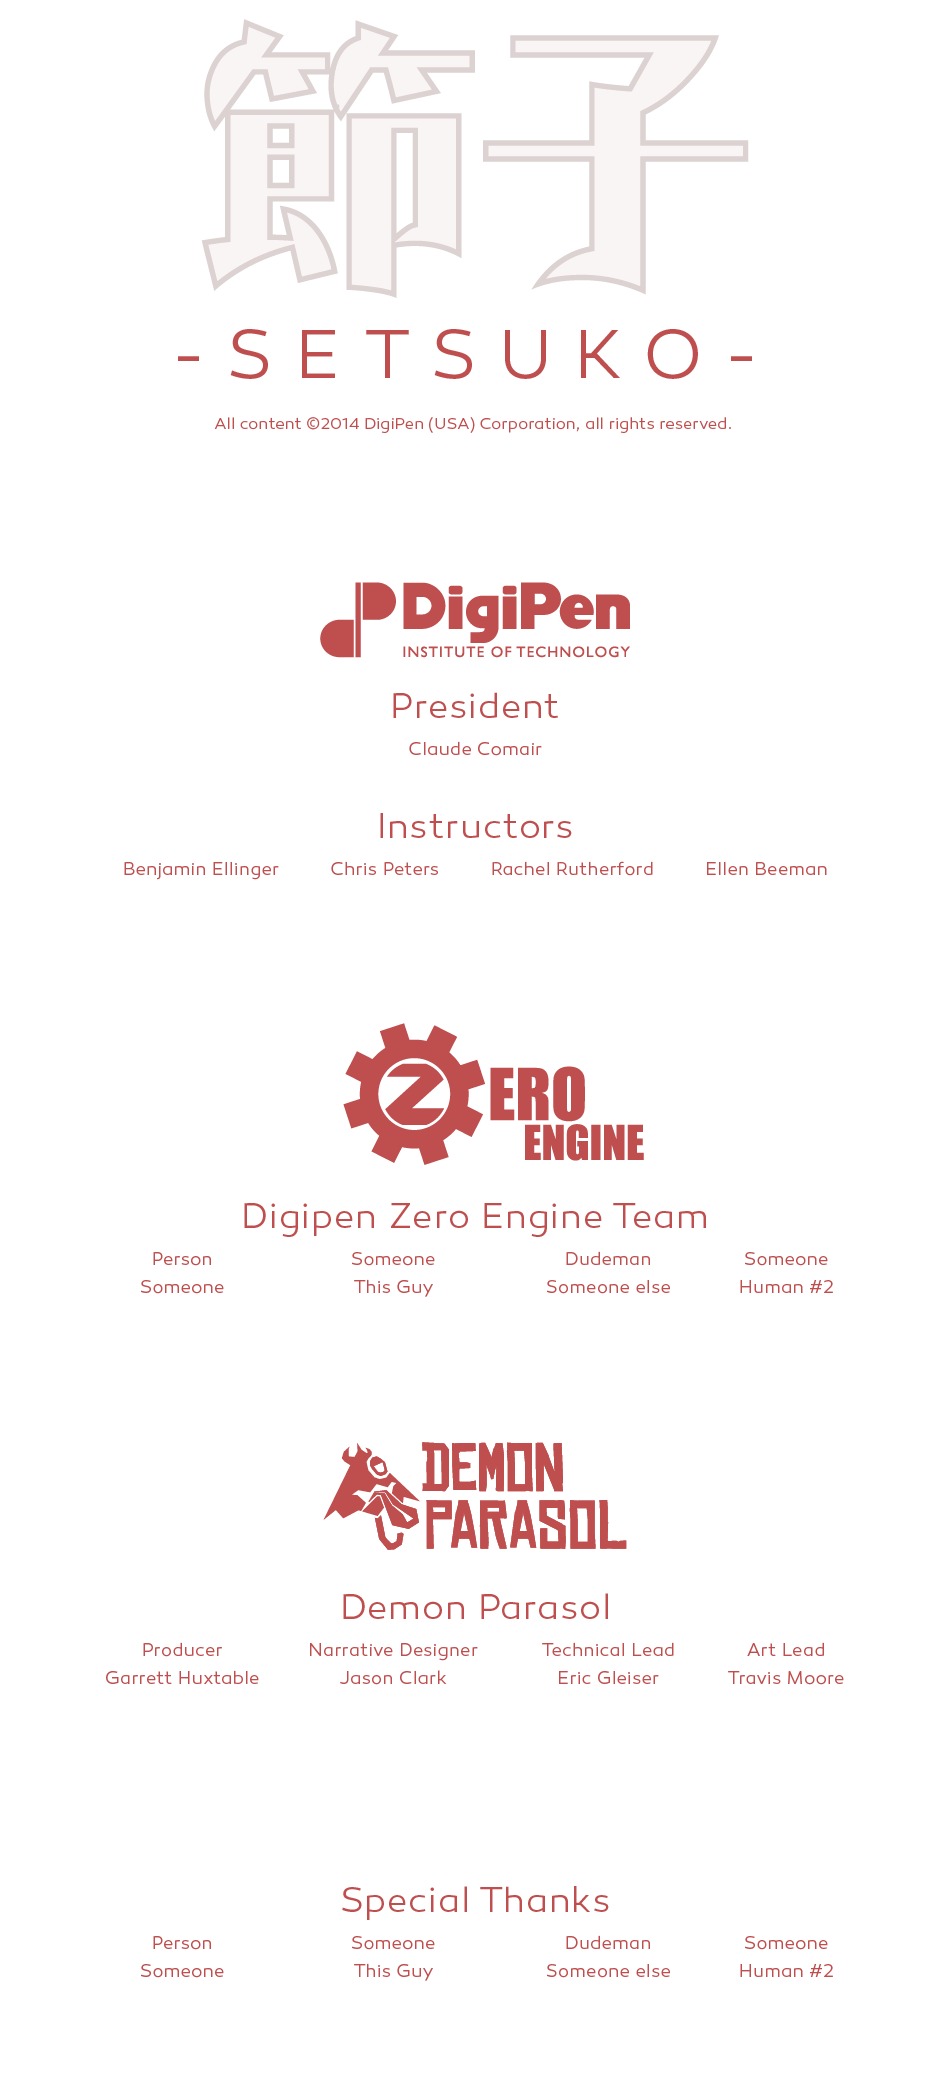 節子
- S E T S U K O -
All content ©2014 DigiPen (USA) Corporation, all rights reserved.
DigiPen
INSTITUTE OF TECHNOLOGY
President
Claude Comair
Instructors
Benjamin Ellinger Chris Peters Rachel Rutherford Ellen Beeman
ZERO
ENGINE
Digipen Zero Engine Team
Person Someone Dudeman Someone
Someone This Guy Someone else Human #2
DEMON
PARASOL
Demon Parasol
Producer Narrative Designer Technical Lead Art Lead
Garrett Huxtable Jason Clark Eric Gleiser Travis Moore
Special Thanks
Person Someone Dudeman Someone
Someone This Guy Someone else Human #2